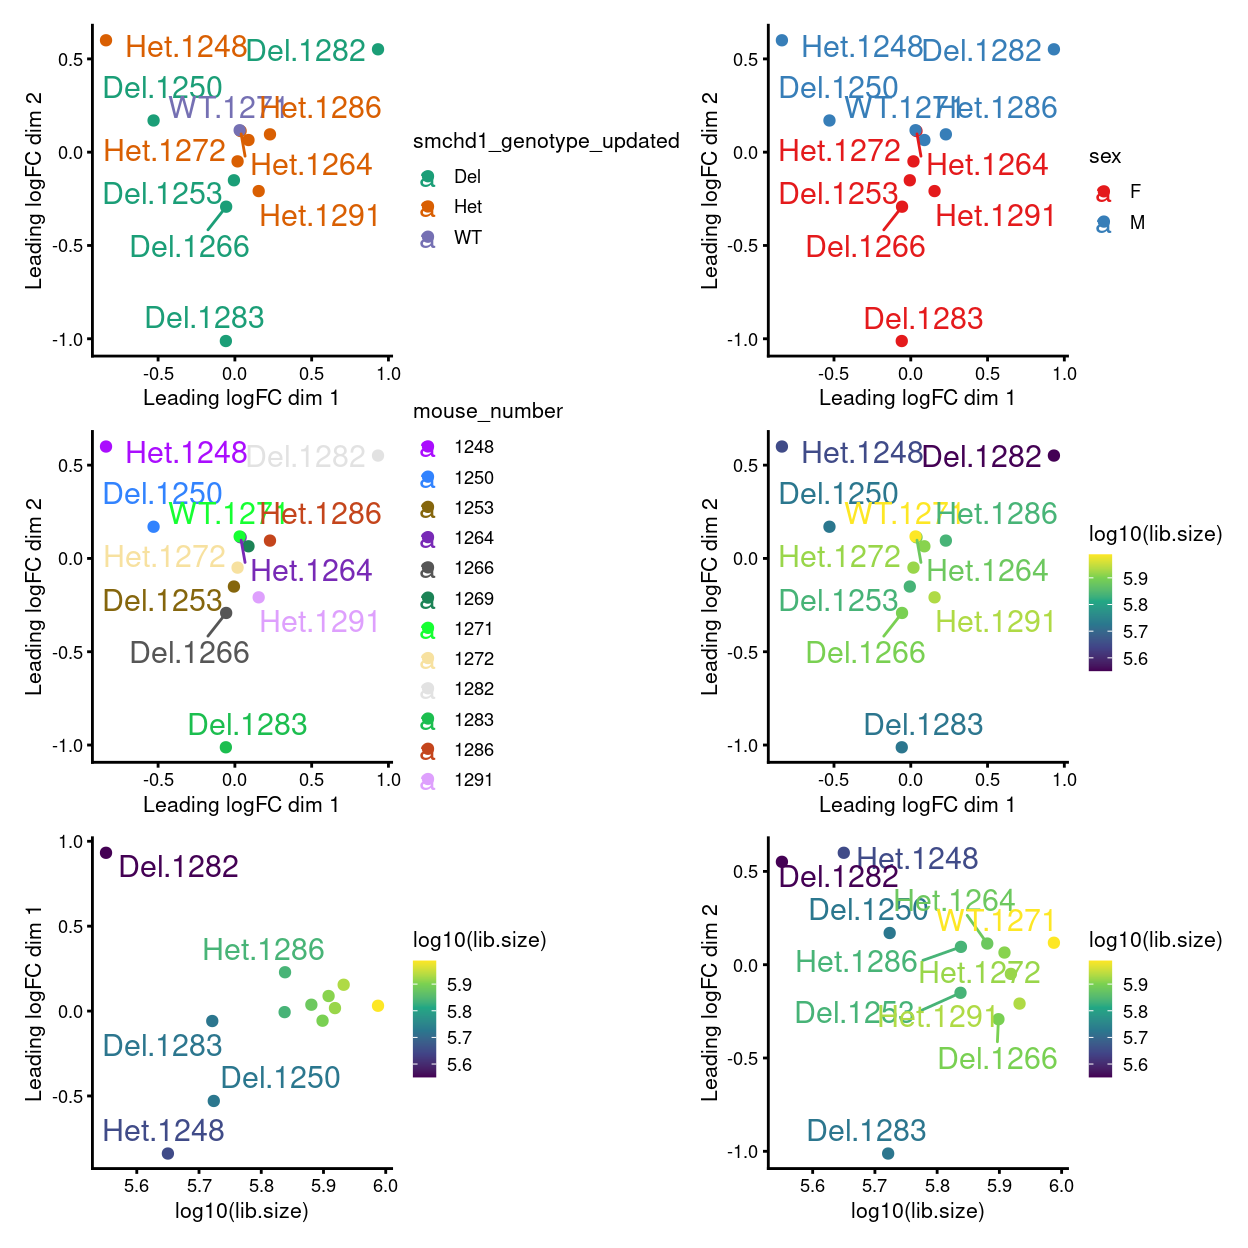 0.5
0.0
-0.5
-1.0
Leading logFC dim 2
Het.1248
Del.1282
Del.1250
WT.1271
Het.1286
Het.1272
Het.1264
Del.1253
Het.1291
Del.1266
Del.1283
-0.5 0.0 0.5 1.0
Leading logFC dim 1
smchd1_genotype_updated
a Del
a Het
a WT
0.5
0.0
-0.5
-1.0
Leading logFC dim 2
Het.1248
Del.1282
Del.1250
WT.1271
Het.1286
Het.1272
Het.1264
Del.1253
Het.1291
Del.1266
Del.1283
-0.5 0.0 0.5 1.0
Leading logFC dim 1
sex
a F
a M
0.5
0.0
-0.5
-1.0
Leading logFC dim 2
Het.1248
Del.1282
Del.1250
WT.1271
Het.1286
Het.1272
Het.1264
Del.1253
Het.1291
Del.1266
Del.1283
-0.5 0.0 0.5 1.0
Leading logFC dim 1
mouse_number
a 1248
a 1250
a 1253
a 1264
a 1266
a 1269
a 1271
a 1272
a 1282
a 1283
a 1286
a 1291
0.5
0.0
-0.5
-1.0
Leading logFC dim 2
Het.1248
Del.1282
Del.1250
WT.1271
Het.1286
Het.1272
Het.1264
Del.1253
Het.1291
Del.1266
Del.1283
-0.5 0.0 0.5 1.0
Leading logFC dim 1
log10(lib.size)
5.9
5.8
5.7
5.6
1.0
0.5
0.0
-0.5
Leading logFC dim 1
Del.1282
Het.1286
Del.1283
Del.1250
Het.1248
5.6 5.7 5.8 5.9 6.0
log10(lib.size)
log10(lib.size)
5.9
5.8
5.7
5.6
0.5
0.0
-0.5
-1.0
Leading logFC dim 2
Het.1248
Del.1282
Het.1264
Del.1250
WT.1271
Het.1286
Het.1272
Del.1253
Het.1291
Del.1266
Del.1283
5.6 5.7 5.8 5.9 6.0
log10(lib.size)
log10(lib.size)
5.9
5.8
5.7
5.6